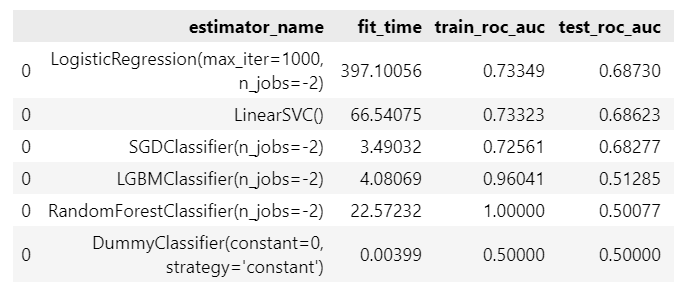 estimator_name fit_time train_roc_auc test_roc_auc
0 LogisticRegression(max_iter=1000, n_jobs=-2) 397.10056 0.73349 0.68730
0 LinearSVC() 66.54075 0.73323 0.68623
0 SGDClassifier(n_jobs=-2) 3.49032 0.72561 0.68277
0 LGBMClassifier(n_jobs=-2) 4.08069 0.96041 0.51285
0 RandomForestClassifier(n_jobs=-2) 22.57232 1.00000 0.50077
0 DummyClassifier(constant=0, strategy='constant') 0.00399 0.50000 0.50000